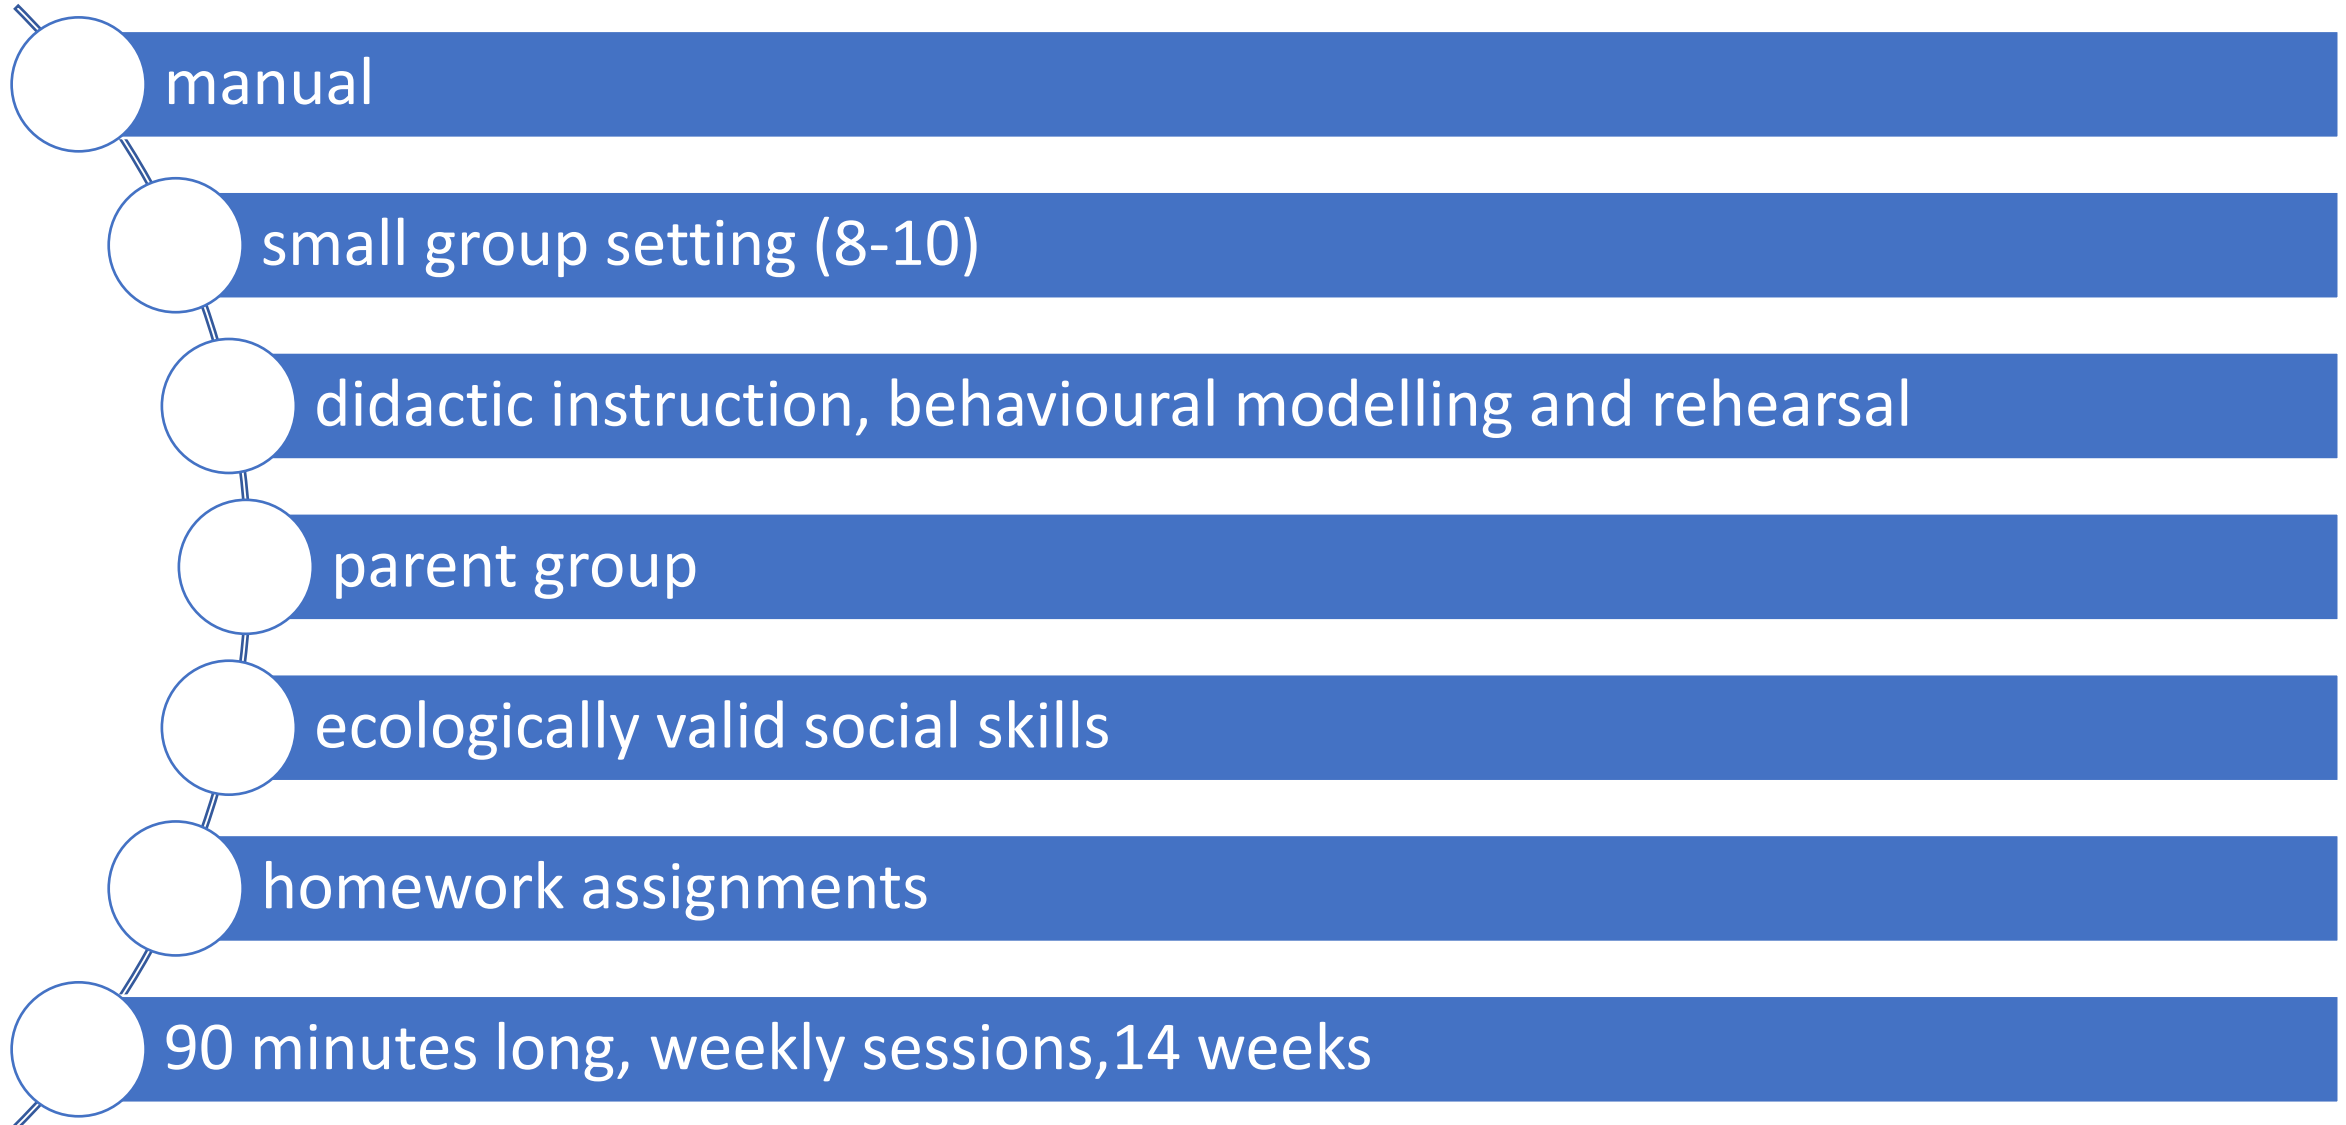 manual
small group setting (8-10)
didactic instruction, behavioural modelling and rehearsal
parent group
ecologically valid social skills
homework assignments
90 minutes long, weekly sessions,14 weeks